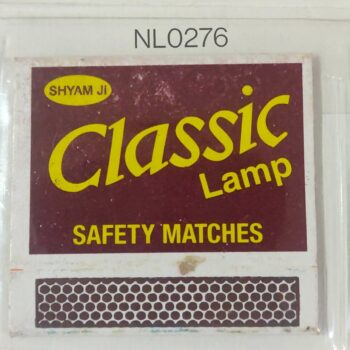 NL0276
SHYAM Ji
Classic
Lamp
SAFETY MATCHES